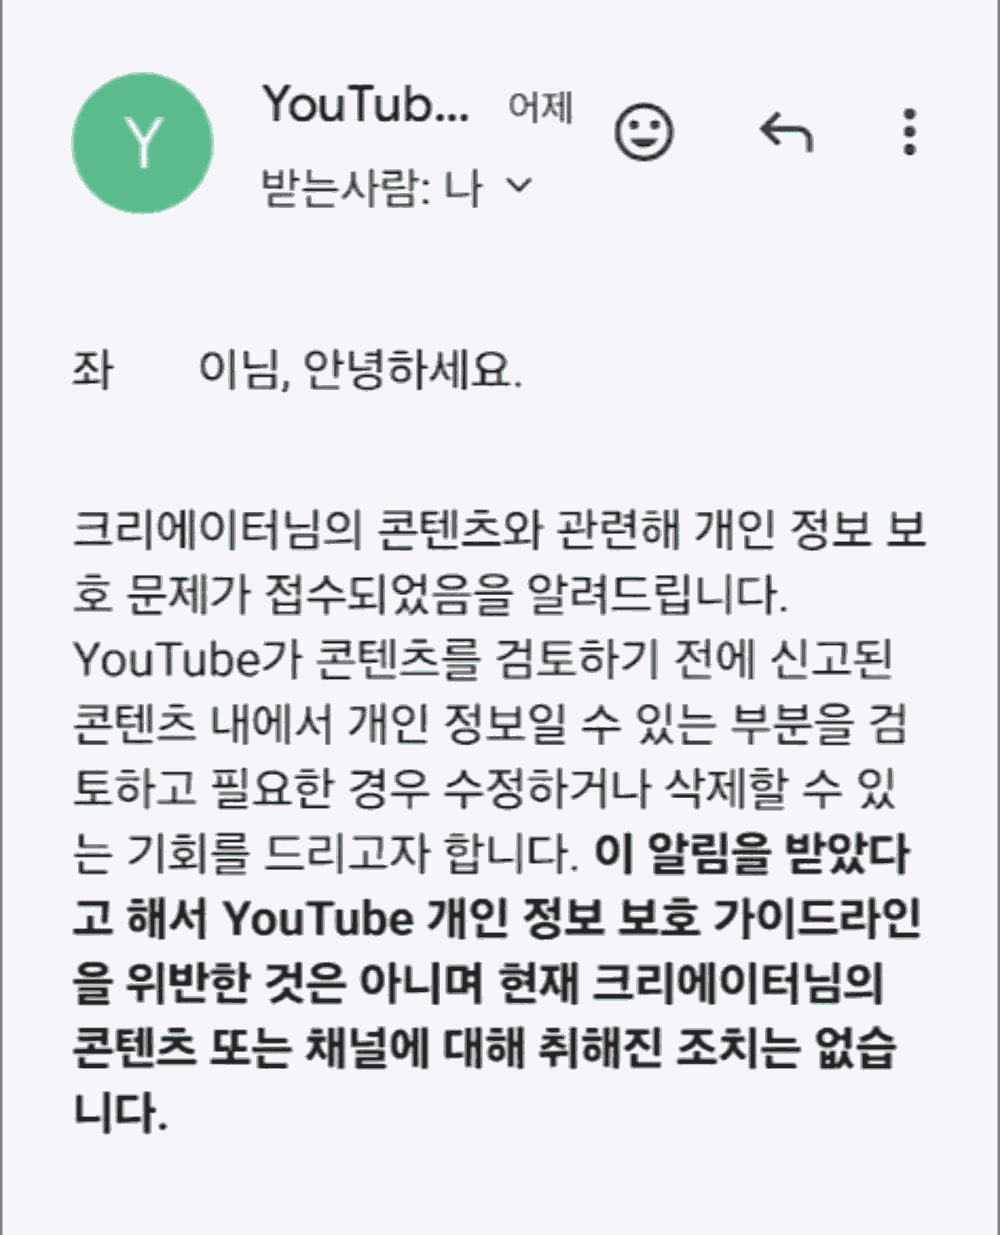 Y
YouTub... 어제
받는사람: 나
좌 이님, 안녕하세요.
크리에이터님의 콘텐츠와 관련해 개인 정보 보
호 문제가 접수되었음을 알려드립니다.
YouTube가 콘텐츠를 검토하기 전에 신고된
콘텐츠 내에서 개인 정보일 수 있는 부분을 검
토하고 필요한 경우 수정하거나 삭제할 수 있
는 기회를 드리고자 합니다. 이 알림을 받았다
고 해서 YouTube 개인 정보 보호 가이드라인
을 위반한 것은 아니며 현재 크리에이터님의
콘텐츠 또는 채널에 대해 취해진 조치는 없습
니다.